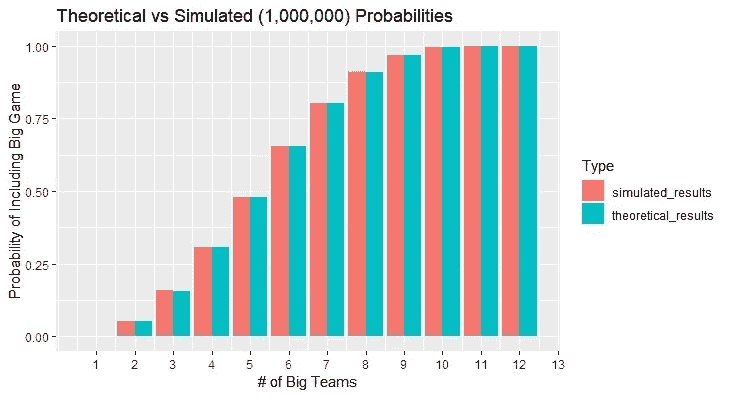 Theoretical vs Simulated (1,000,000) Probabilities
1.00
0.75
0.50
0.25
0.00
Probability of Including Big Game
1 2 3 4 5 6 7 8 9 10 11 12 13
# of Big Teams
Type
simulated_results
theoretical_results